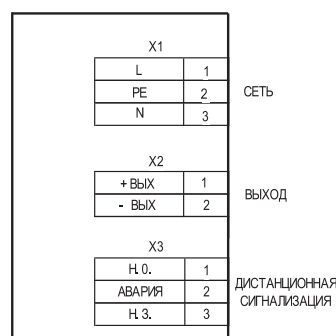 X1
L 1
PE 2
N 3
СЕТЬ
X2
+ ВЫХ 1
- ВЫХ 2
ВЫХОД
X3
Н. О. 1
АВАРИЯ 2
Н. З. 3
ДИСТАНЦИОННАЯ
СИГНАЛИЗАЦИЯ